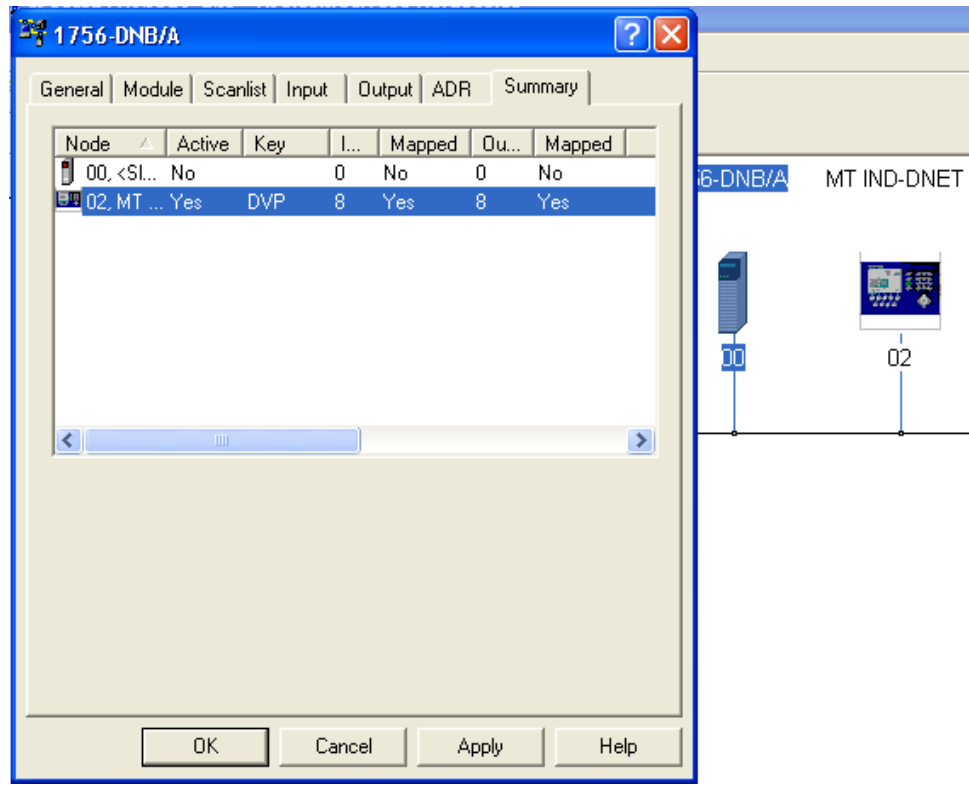 1756-DNB/A
General Module Scanlist Input Output ADR Summary
Node Active Key I... Mapped Ou... Mapped
00, <SI... No 0 No 0 No
02, MT ... Yes DVP 8 Yes 8 Yes
OK Cancel Apply Help
56-DNB/A MT IND-DNET
00 02